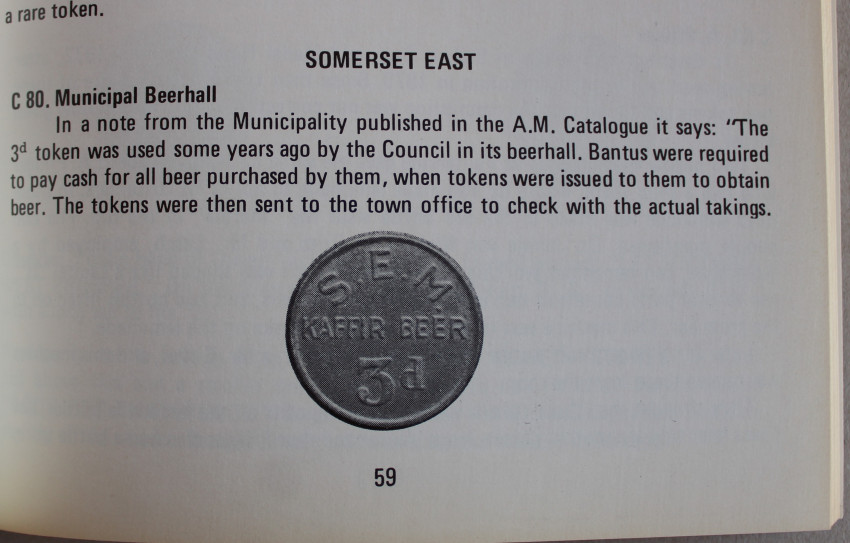 a rare token.
SOMERSET EAST
C 80. Municipal Beerhall
In a note from the Municipality published in the A.M. Catalogue it says: "The
3d token was used some years ago by the Council in its beerhall. Bantus were required
to pay cash for all beer purchased by them, when tokens were issued to them to obtain
beer. The tokens were then sent to the town office to check with the actual takings.
S.E.M.
KAFFIR BEER
3d
59